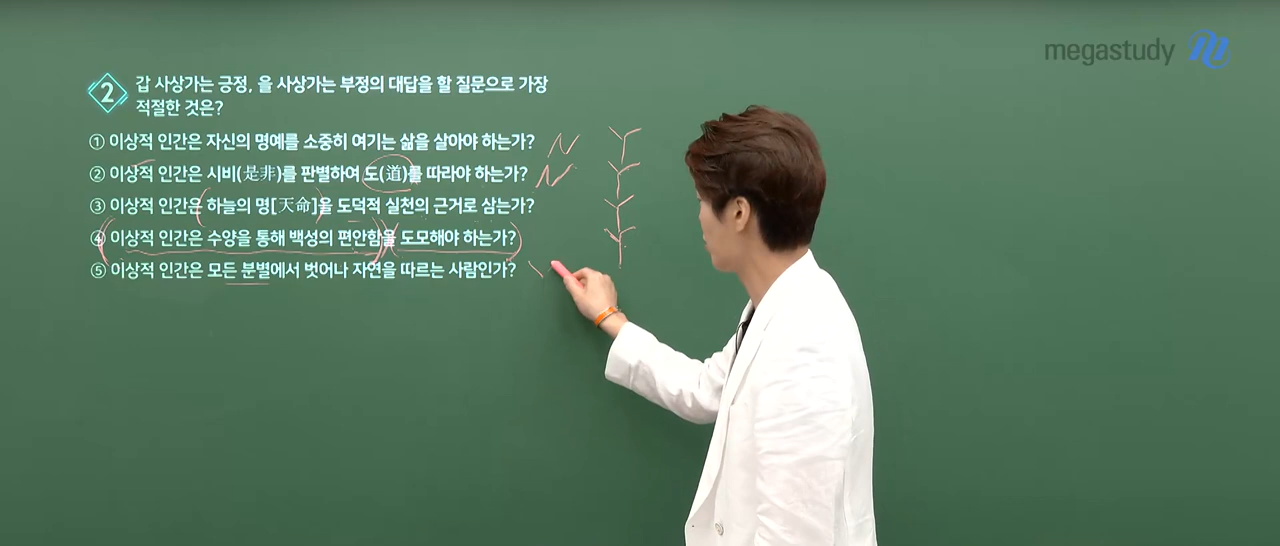 megastudy
2 갑 사상가는 긍정, 을 사상가는 부정의 대답을 할 질문으로 가장
적절한 것은?
① 이상적 인간은 자신의 명예를 소중히 여기는 삶을 살아야 하는가? N Y
② 이상적 인간은 시비(是非)를 판별하여 도(道)를 따라야 하는가? N Y
③ 이상적 인간은 하늘의 명[天命]을 도덕적 실천의 근거로 삼는가? Y
④ 이상적 인간은 수양을 통해 백성의 편안함을 도모해야 하는가? Y
⑤ 이상적 인간은 모든 분별에서 벗어나 자연을 따르는 사람인가?